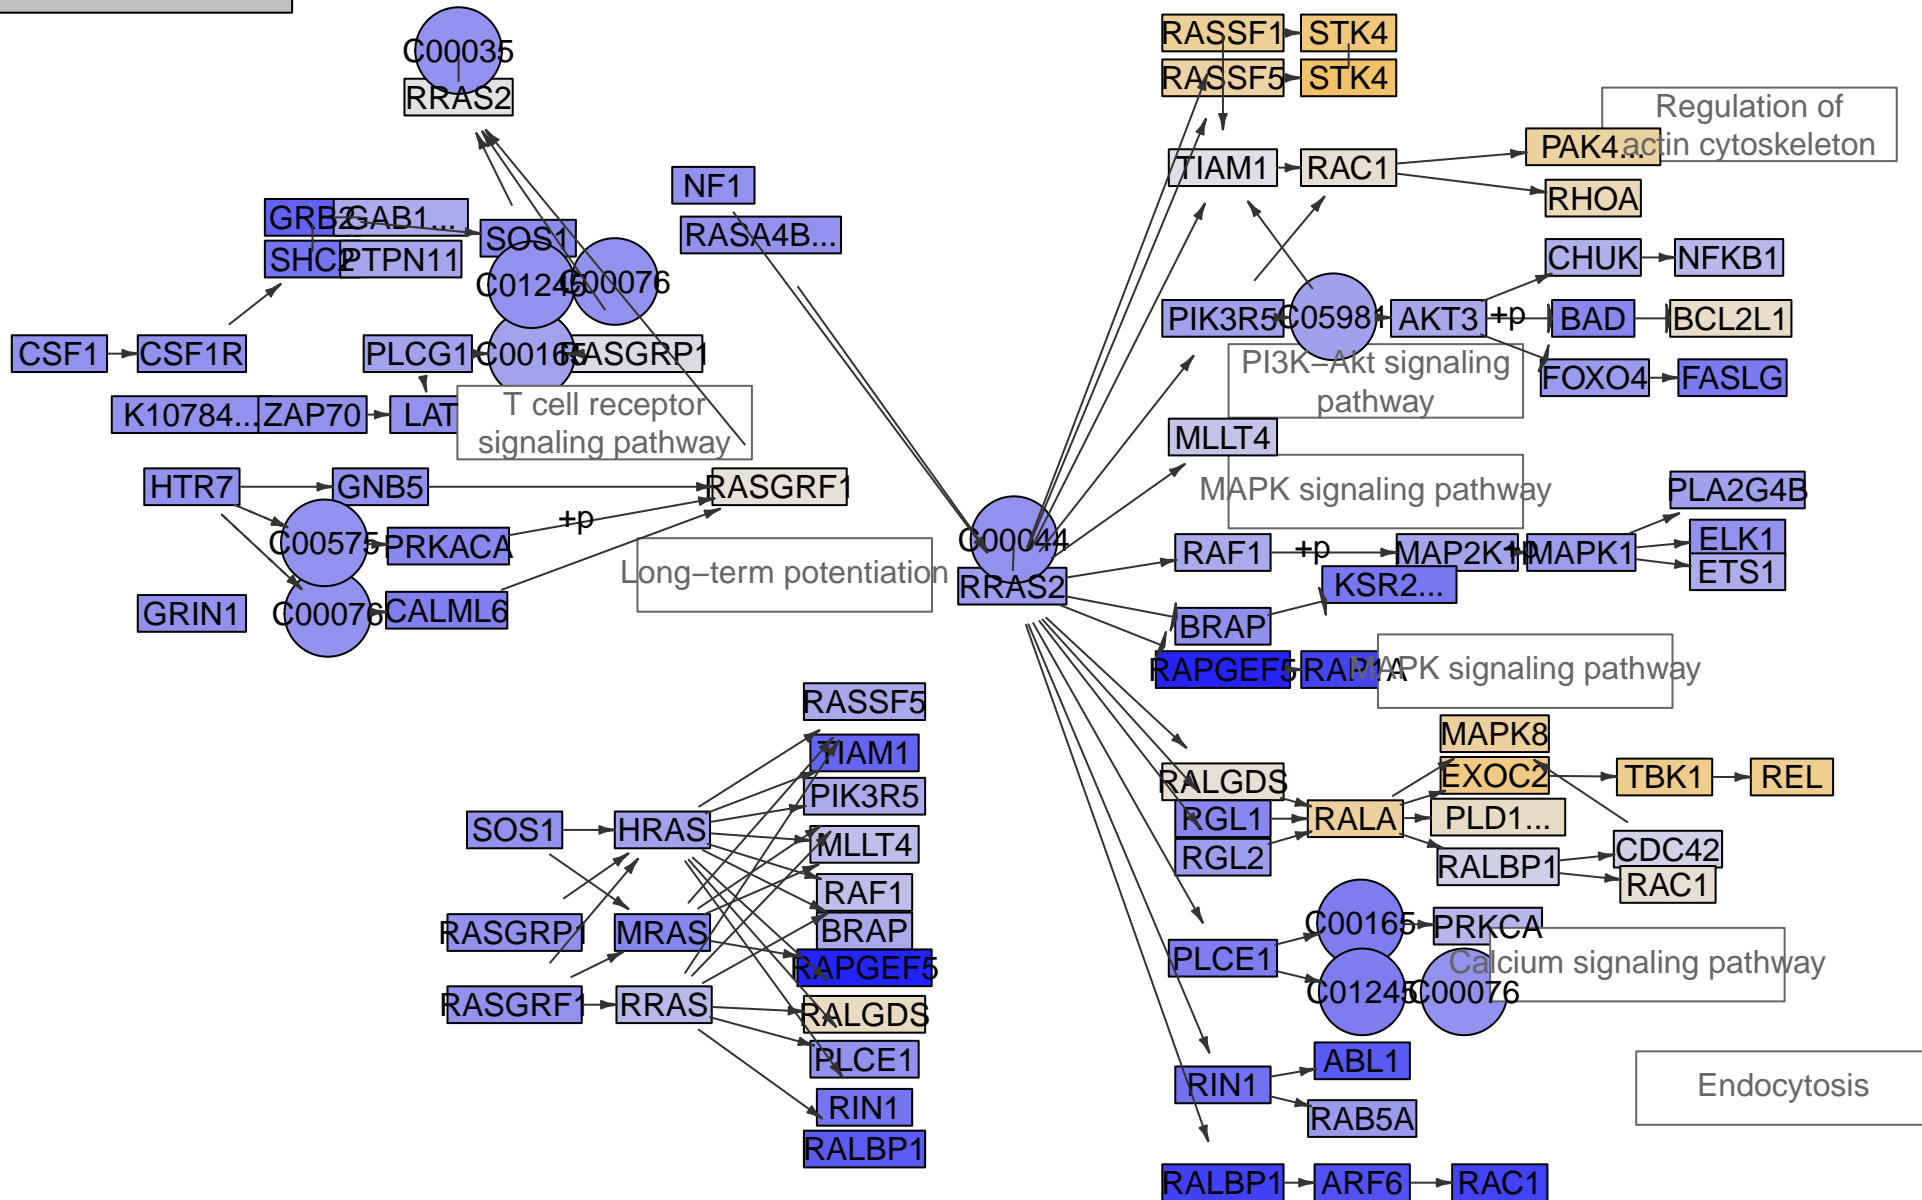 C00035
RRAS2
NF1
RASA4B...
GRB2
GAB1...
SHC2
PTPN11
SOS1
C01245
C00076
CSF1
CSF1R
PLCG1
C00165
RASGRP1
K10784...
ZAP70
LAT
T cell receptor
signaling pathway
HTR7
GNB5
RASGRF1
C00575
PRKACA
+p
GRIN1
C00076
CALML6
Long−term potentiation
C00044
RRAS2
RASSF1
STK4
RASSF5
STK4
Regulation of
actin cytoskeleton
PAK4...
TIAM1
RAC1
RHOA
CHUK
NFKB1
PIK3R5
C05981
AKT3
+p
BAD
BCL2L1
FOXO4
FASLG
PI3K−Akt signaling
pathway
MLLT4
MAPK signaling pathway
PLA2G4B
RAF1
+p
MAP2K1
+p
MAPK1
ELK1
ETS1
KSR2...
BRAP
RAPGEF5
RAP1A
MAPK signaling pathway
RASSF5
TIAM1
PIK3R5
SOS1
HRAS
MLLT4
RAF1
RASGRP1
MRAS
BRAP
RAPGEF5
RASGRF1
RRAS
RALGDS
PLCE1
RIN1
RALBP1
MAPK8
RALGDS
EXOC2
TBK1
REL
RGL1
RALA
PLD1...
RGL2
RALBP1
CDC42
RAC1
C00165
PRKCA
PLCE1
Calcium signaling pathway
C01245
C00076
ABL1
RIN1
RAB5A
Endocytosis
RALBP1
ARF6
RAC1